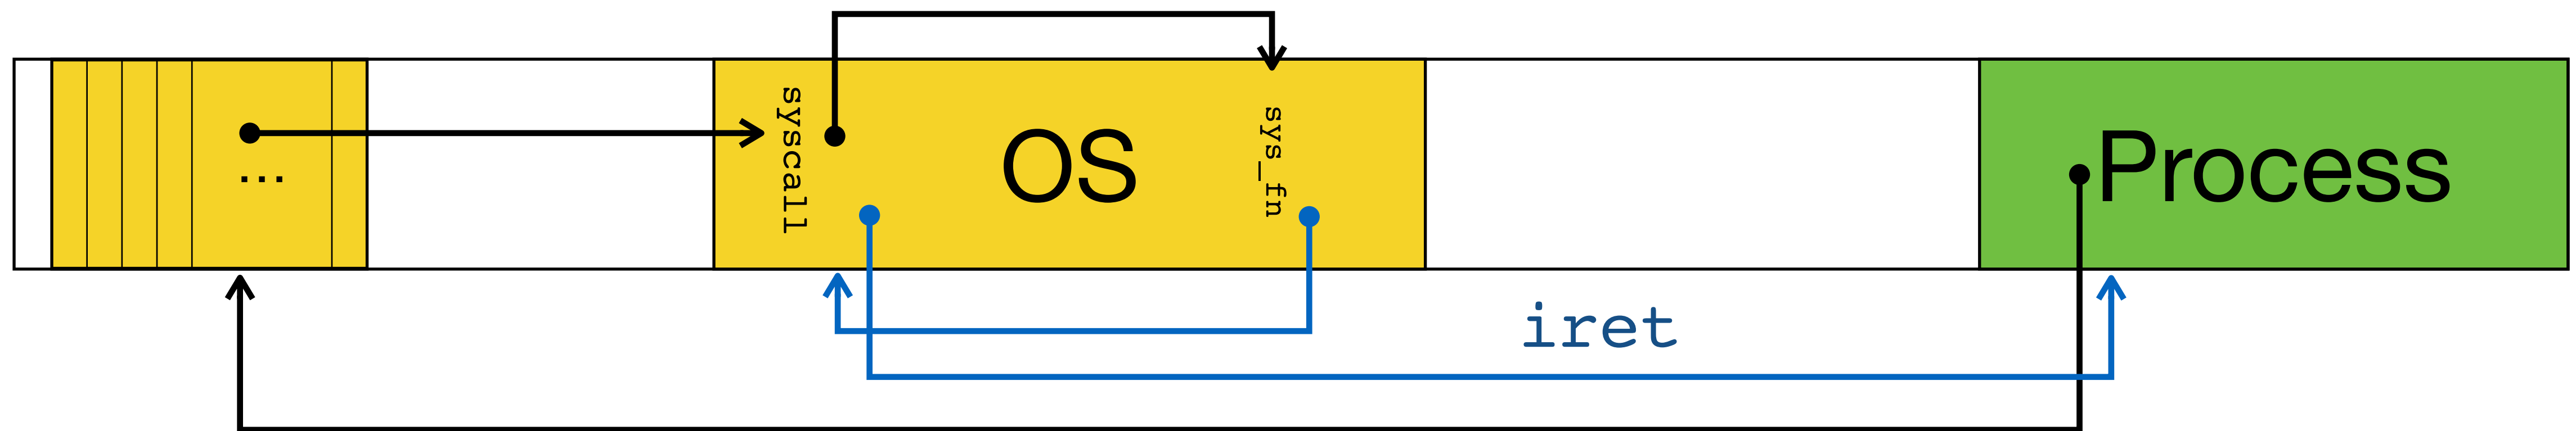 ...
syscall
OS
sys_fn
Process
iret